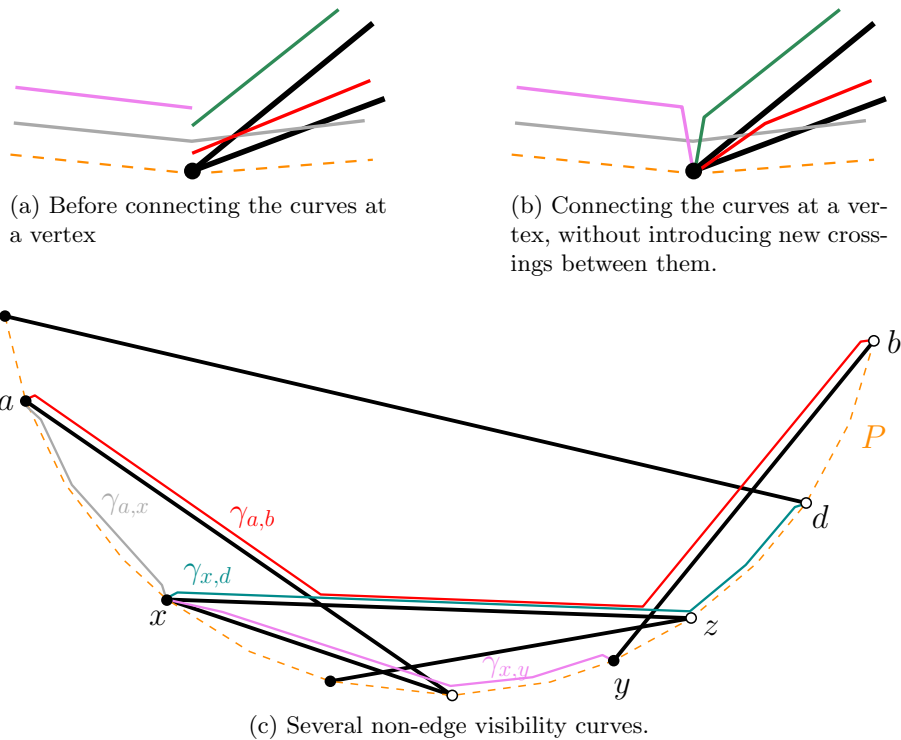 (a) Before connecting the curves at
a vertex
(b) Connecting the curves at a ver-
tex, without introducing new cross-
ings between them.
b
a
P
γa,x
γa,b
d
γx,d
x
z
γx,y
y
(c) Several non-edge visibility curves.